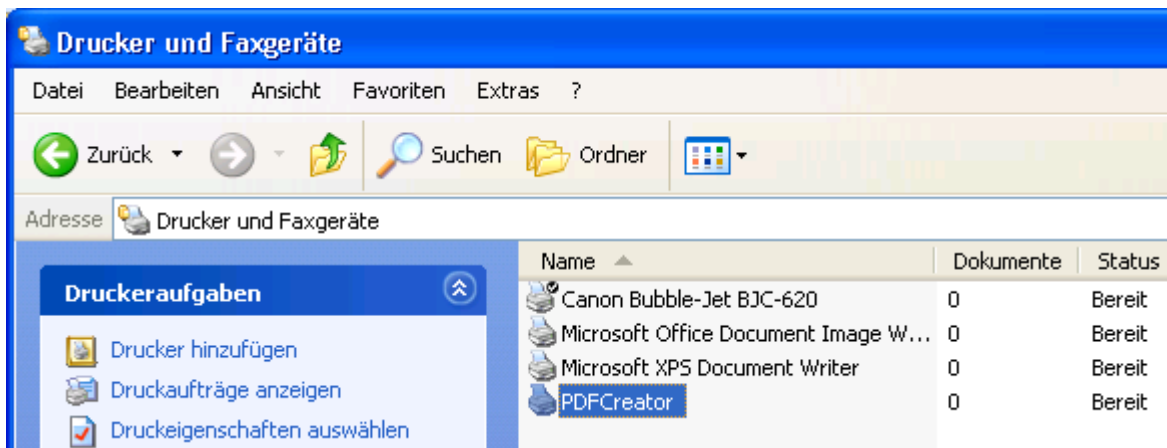 Drucker und Faxgeräte
Datei Bearbeiten Ansicht Favoriten Extras ?
Zurück Suchen Ordner
Adresse Drucker und Faxgeräte
Druckeraufgaben
Drucker hinzufügen
Druckaufträge anzeigen
Druckeigenschaften auswählen
Name Dokumente Status
Canon Bubble-Jet BJC-620 0 Bereit
Microsoft Office Document Image W... 0 Bereit
Microsoft XPS Document Writer 0 Bereit
PDFCreator 0 Bereit